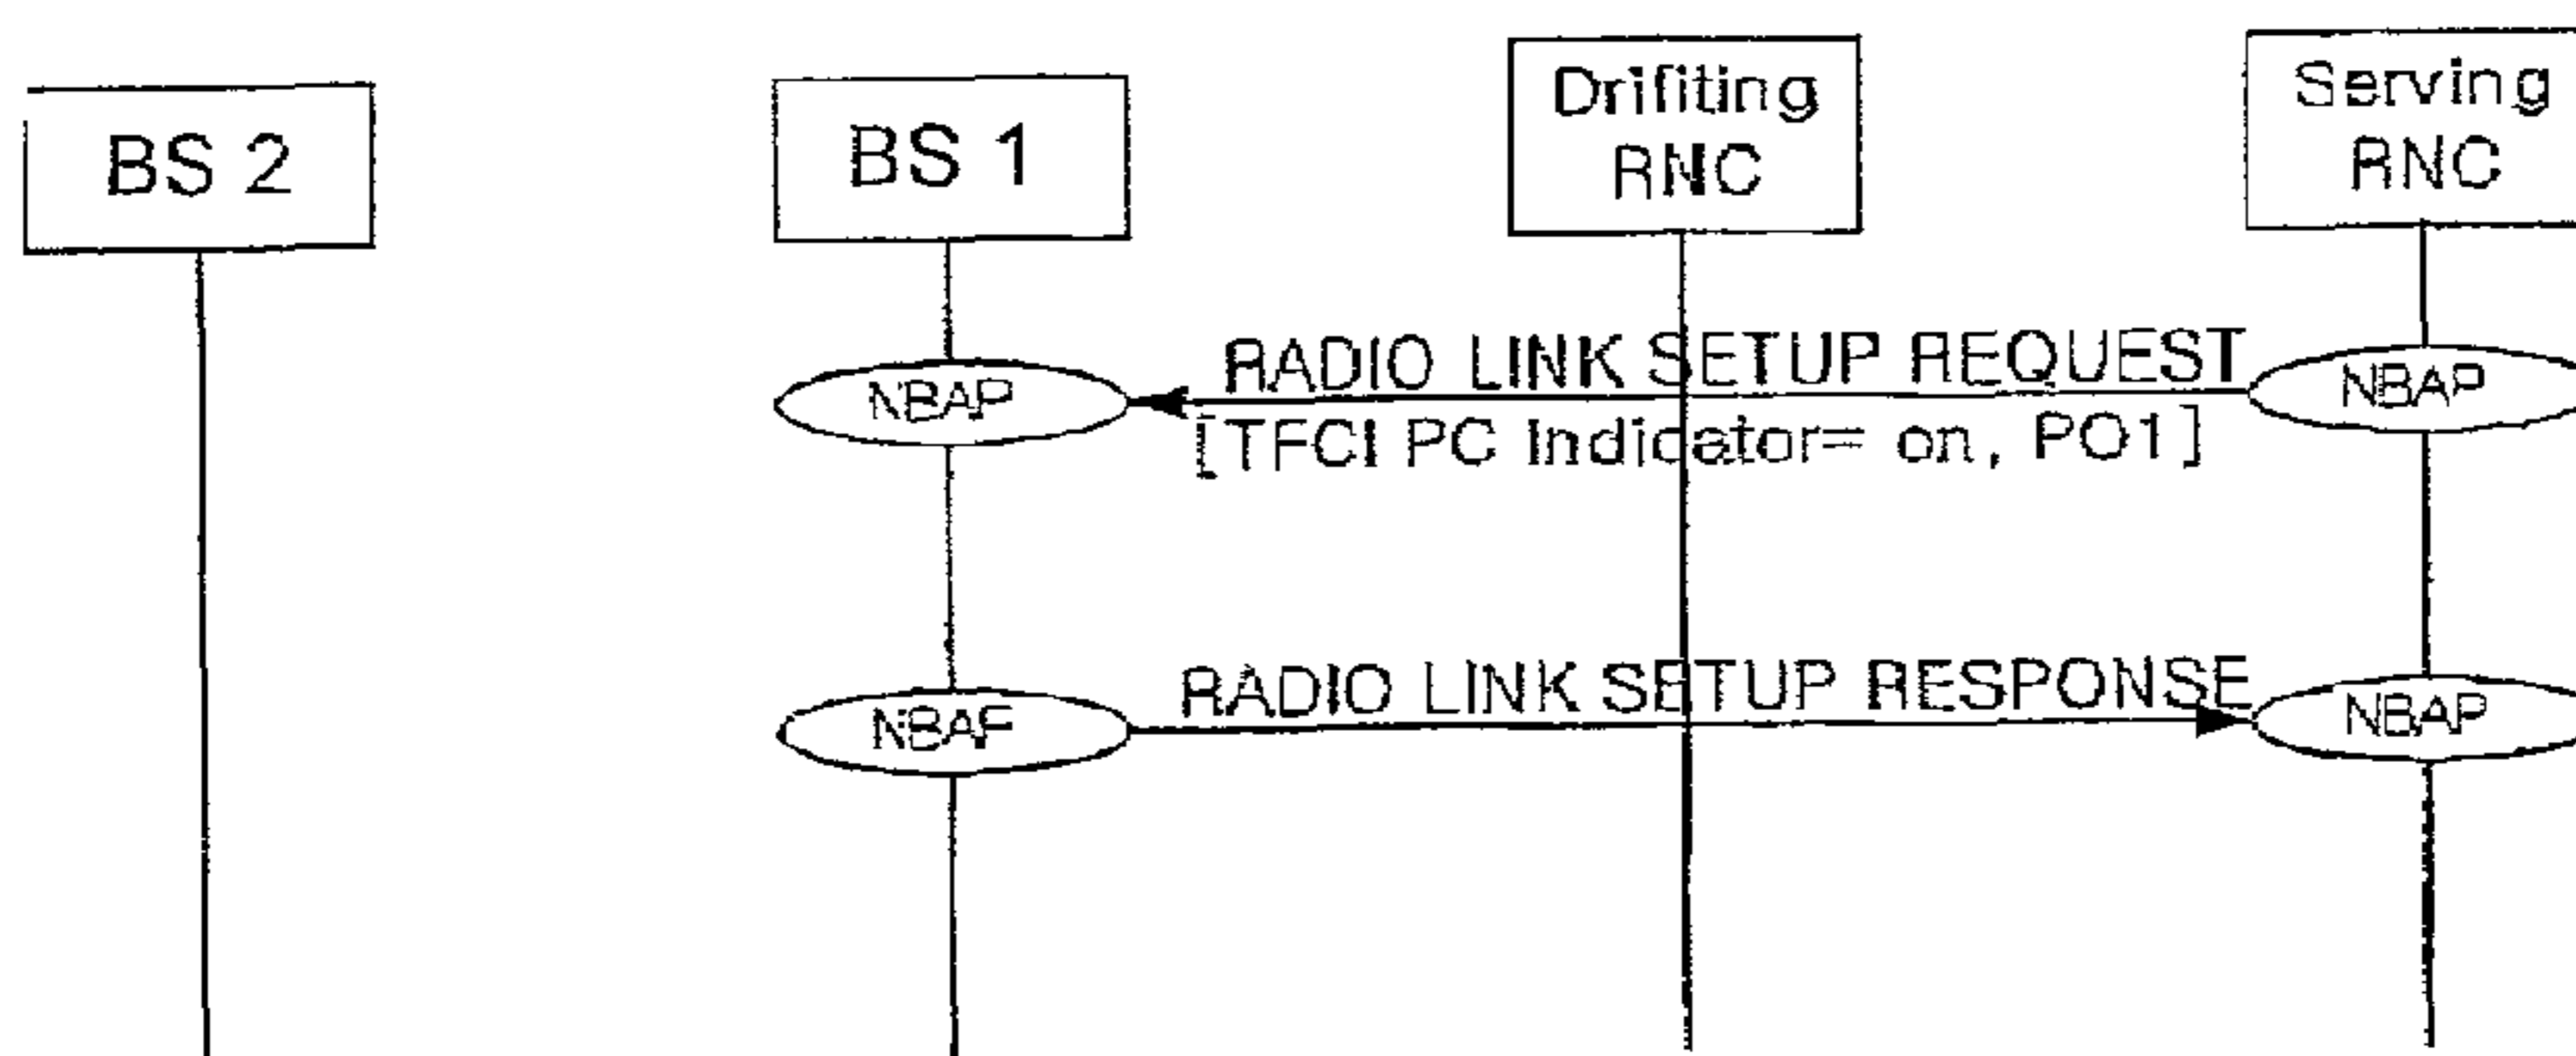 BS 2
BS 1
Drifiting
RNC
Serving
RNC
RADIO LINK SETUP REQUEST
NBAP
NBAP
[TFCI PC Indicator= on, PO1]
RADIO LINK SETUP RESPONSE
NBAP
NBAP